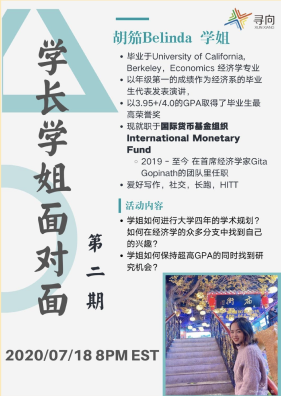 寻向
XUN XIANG
学长学姐面对面
第二期
胡笳Belinda 学姐
毕业于University of California,
Berkeley，Economics 经济学专业
以年级第一的成绩作为经济系的毕业
生代表发表演讲，
以3.95+/4.0的GPA取得了毕业生最
高荣誉奖
现就职于国际货币基金组织
International Monetary
Fund
2019 - 至今 在首席经济学家Gita
Gopinath的团队里任职
爱好写作，社交，长跑，HITT
活动内容
学姐如何进行大学四年的学术规划？
如何在经济学的众多分支中找到自己
的兴趣？
学姐如何保持超高GPA的同时找到研
究机会？
2020/07/18 8PM EST